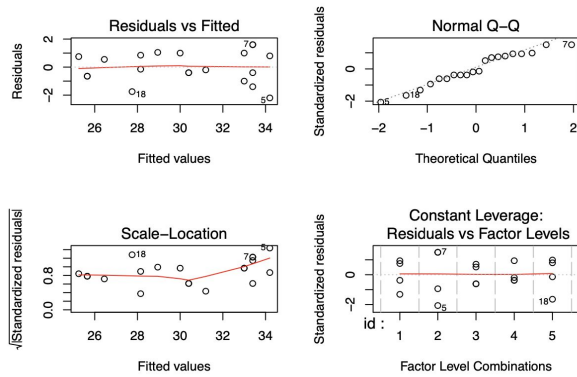 Residuals vs Fitted
Residuals
2
0
−2
7
18
5
26 28 30 32 34
Fitted values
Normal Q−Q
Standardized residuals
0
−2
7
18
5
−2 −1 0 1 2
Theoretical Quantiles
Scale−Location
√|Standardized residuals|
0.8
0.0
18
7
5
26 28 30 32 34
Fitted values
Constant Leverage:
Residuals vs Factor Levels
Standardized residuals
0
−2
7
5
18
id :
1 2 3 4 5
Factor Level Combinations